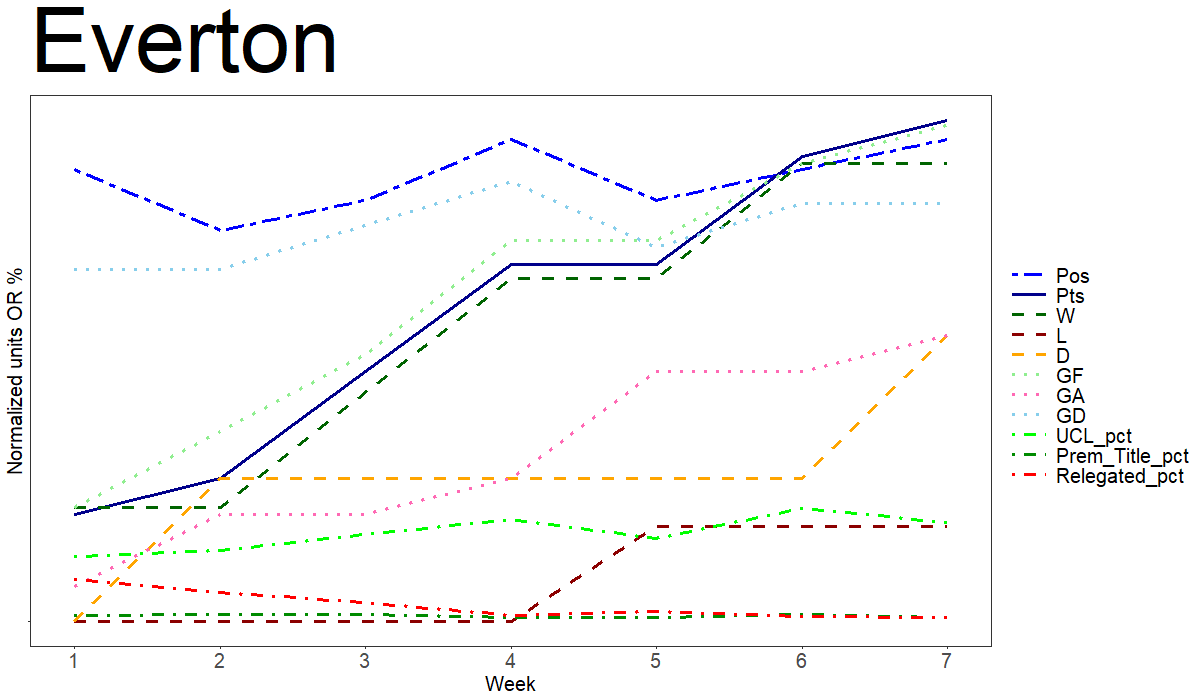 Everton
Normalized units OR %
1 2 3 4 5 6 7
Week
Pos
Pts
W
L
D
GF
GA
GD
UCL_pct
Prem_Title_pct
Relegated_pct